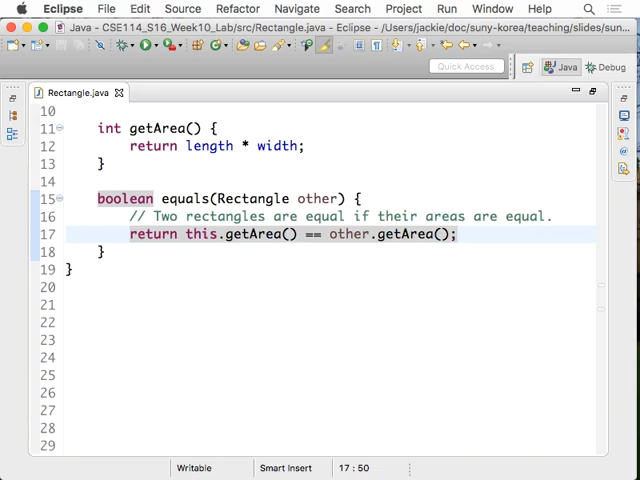 Eclipse File Edit Source Refactor Navigate Search Project Run Window Help
Java - CSE114_S16_Week10_Lab/src/Rectangle.java - Eclipse - /Users/jackie/doc/suny-korea/teaching/slides/sun...
Quick Access
Java
Debug
Rectangle.java
10
11 int getArea() {
12 return length * width;
13 }
14
15 boolean equals(Rectangle other) {
16 // Two rectangles are equal if their areas are equal.
17 return this.getArea() == other.getArea();
18 }
19 }
20
21
22
23
24
25
26
27
28
29
Writable
Smart Insert
17 : 50